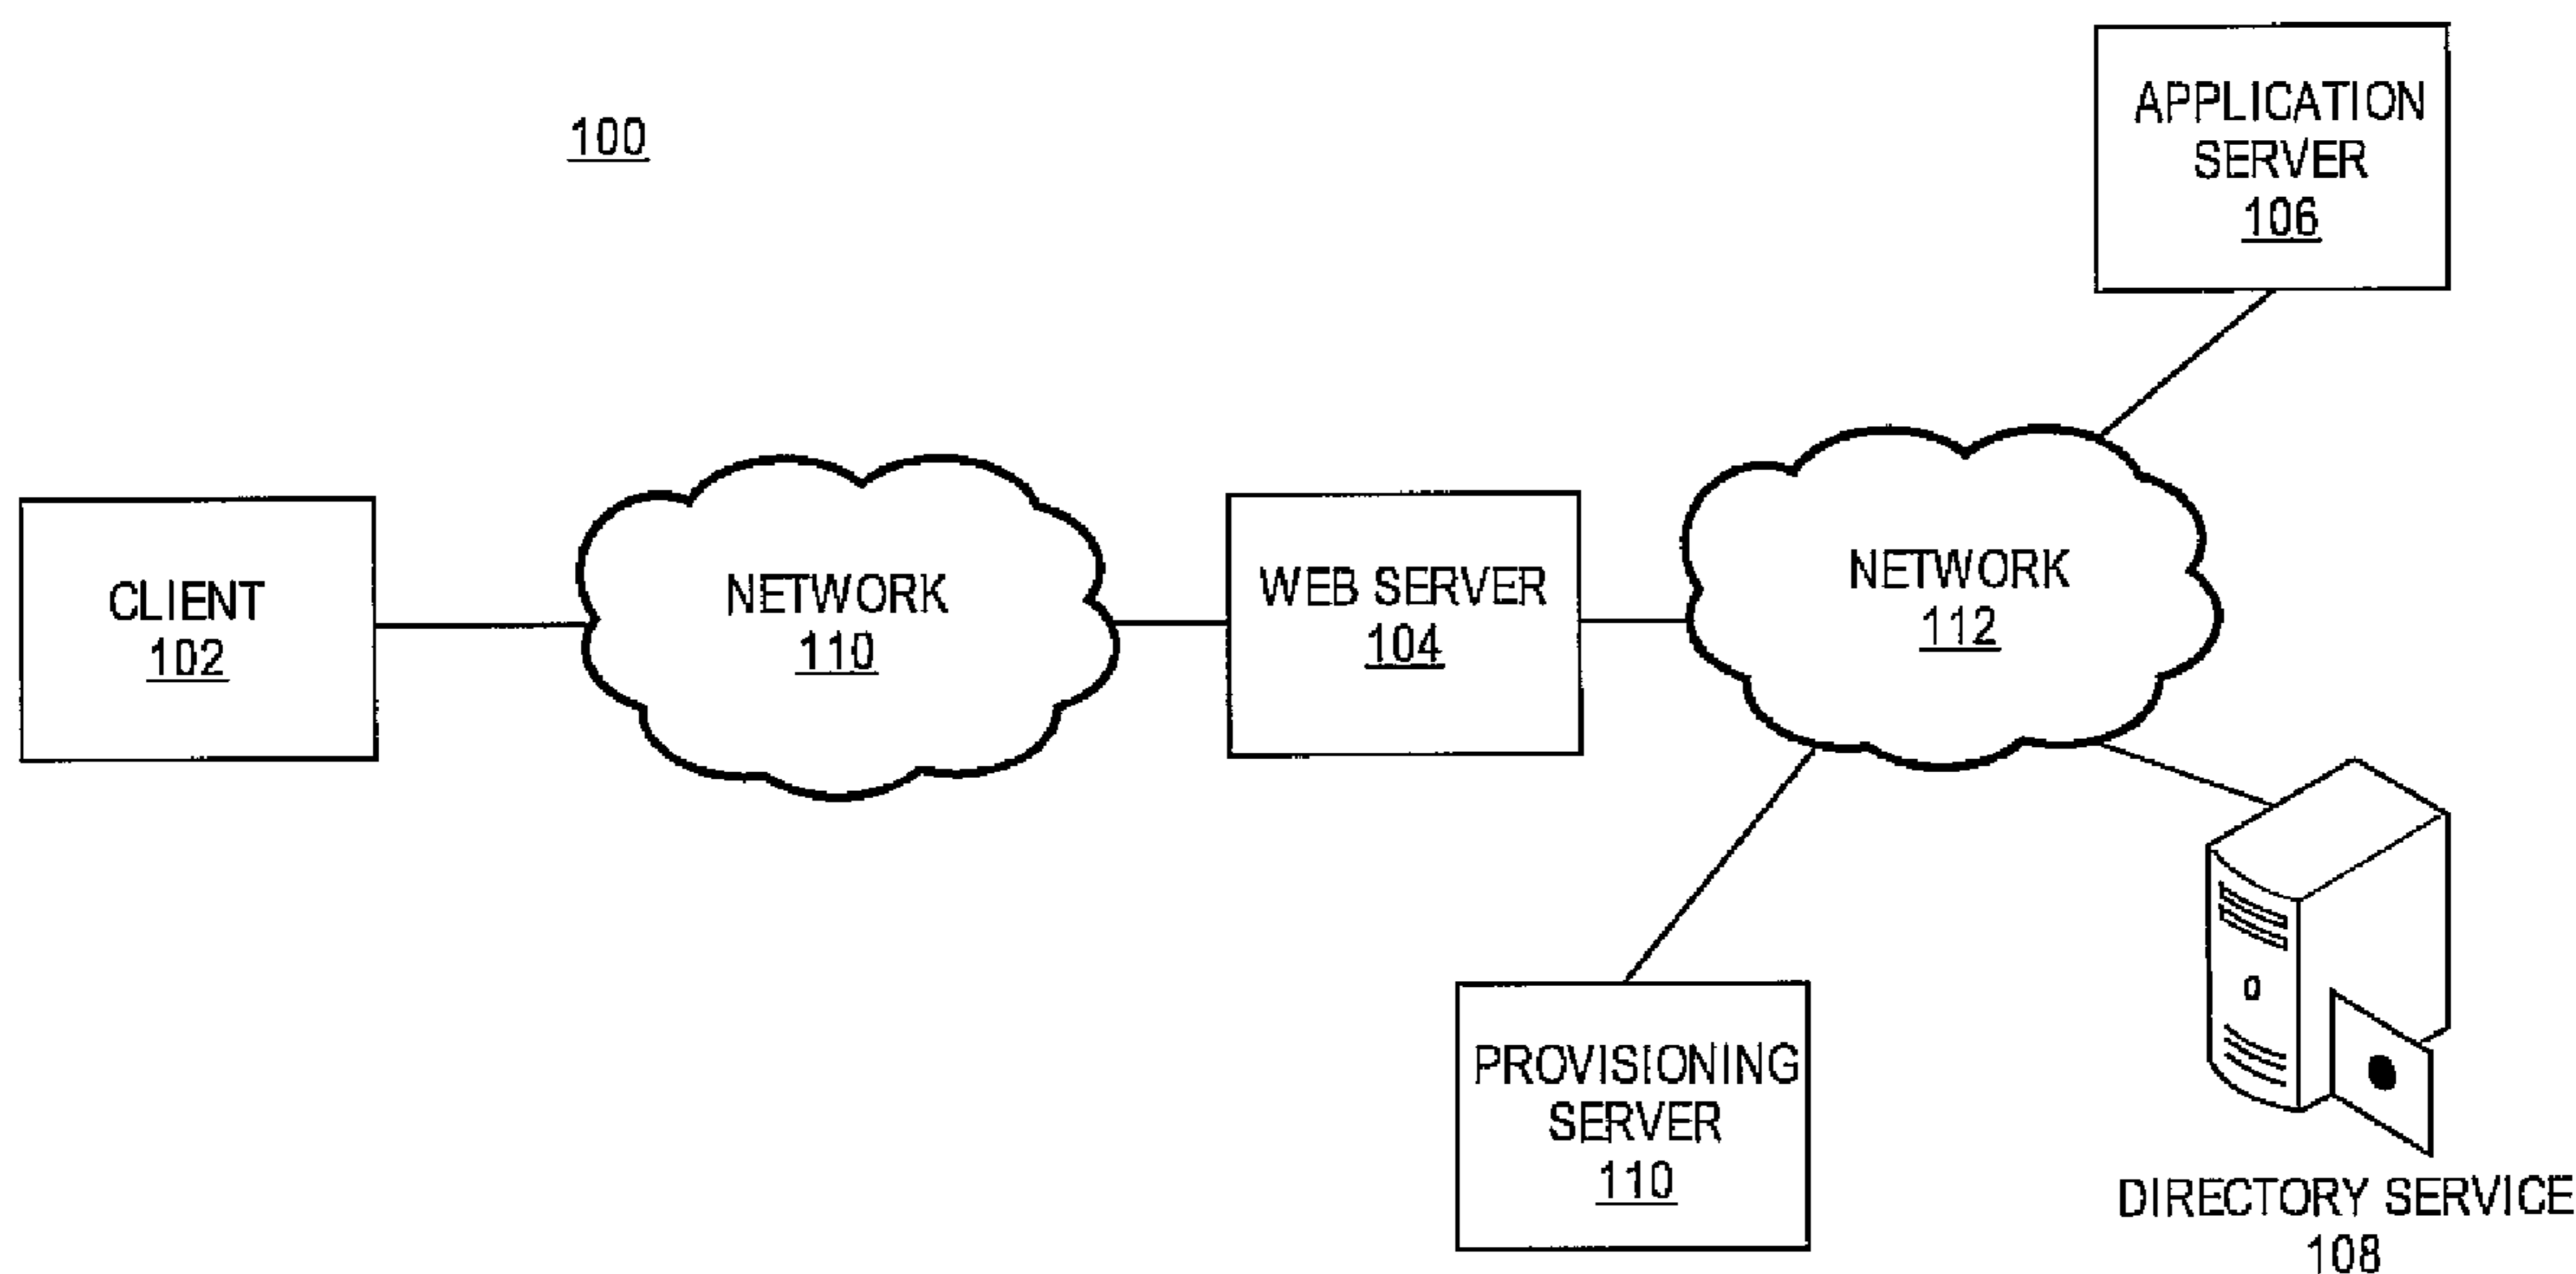 100
APPLICATION
SERVER
106
CLIENT
102
NETWORK
110
WEB SERVER
104
NETWORK
112
PROVISIONING
SERVER
110
DIRECTORY SERVICE
108